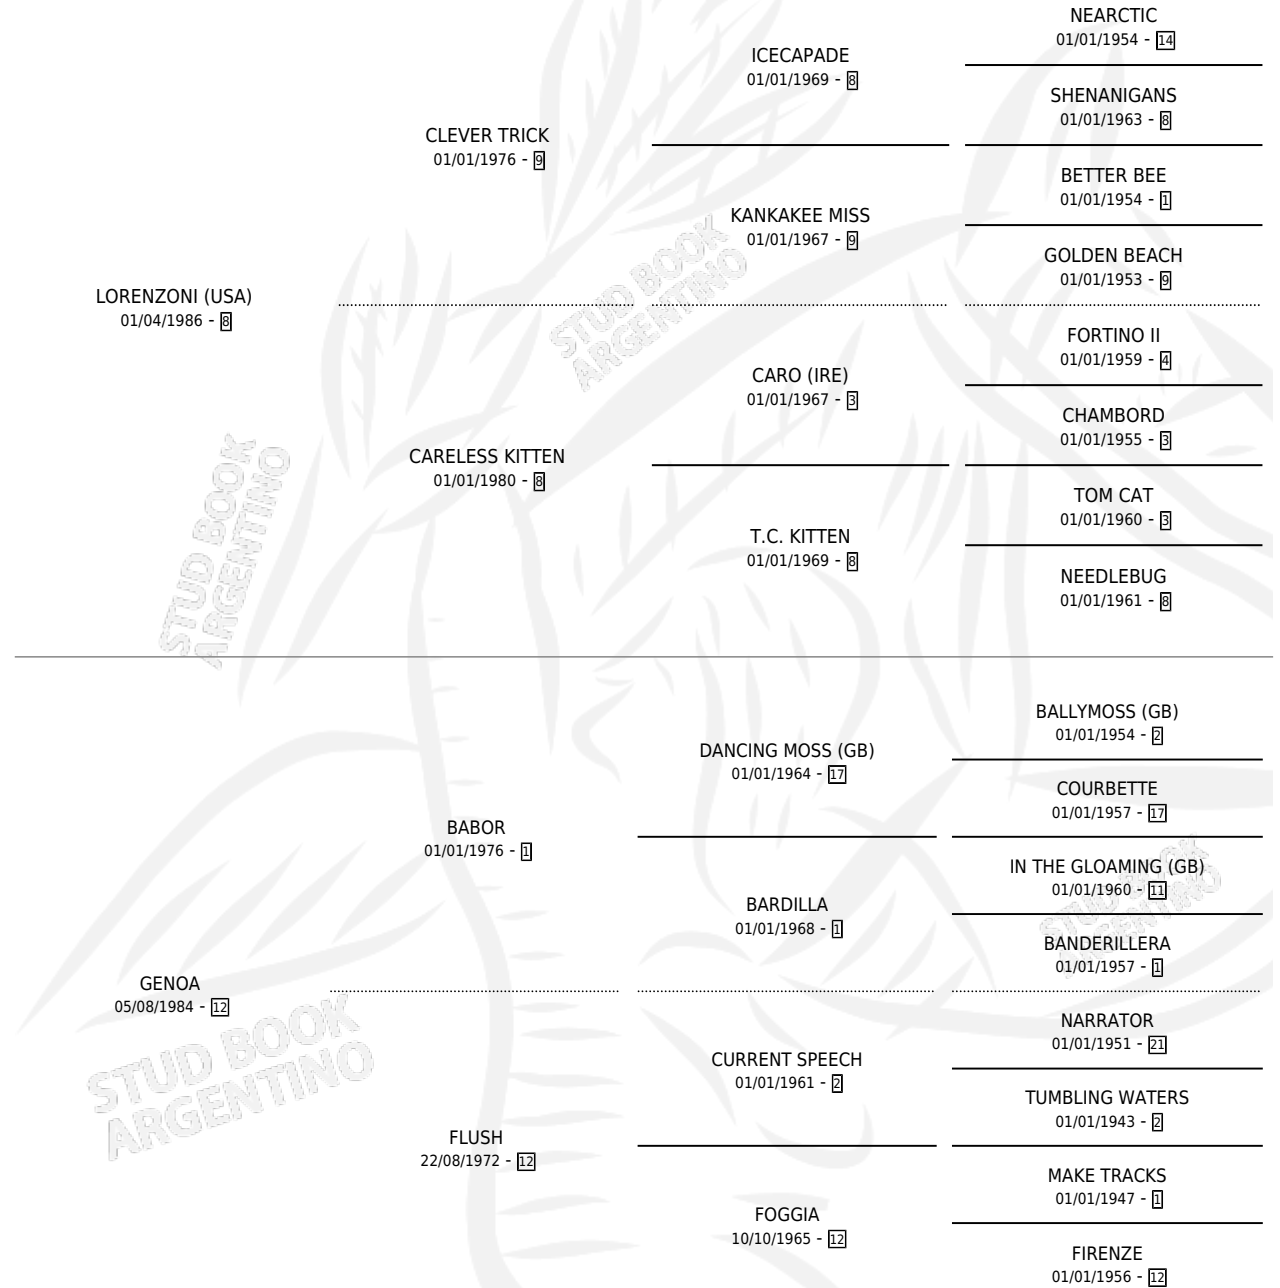 NEARCTIC
01/01/1954 - 14
ICECAPADE
01/01/1969 - 8
SHENANIGANS
01/01/1963 - 8
CLEVER TRICK
01/01/1976 - 9
BETTER BEE
01/01/1954 - 1
KANKAKEE MISS
01/01/1967 - 9
GOLDEN BEACH
01/01/1953 - 9
LORENZONI (USA)
01/04/1986 - 8
FORTINO II
01/01/1959 - 4
CARO (IRE)
01/01/1967 - 3
CHAMBORD
01/01/1955 - 3
CARELESS KITTEN
01/01/1980 - 8
TOM CAT
01/01/1960 - 3
T.C. KITTEN
01/01/1969 - 8
NEEDLEBUG
01/01/1961 - 8
BALLYMOSS (GB)
01/01/1954 - 2
DANCING MOSS (GB)
01/01/1964 - 17
COURBETTE
01/01/1957 - 17
BABOR
01/01/1976 - 1
IN THE GLOAMING (GB)
01/01/1960 - 11
BARDILLA
01/01/1968 - 1
BANDERILLERA
01/01/1957 - 1
GENOA
05/08/1984 - 12
NARRATOR
01/01/1951 - 21
CURRENT SPEECH
01/01/1961 - 2
TUMBLING WATERS
01/01/1943 - 2
FLUSH
22/08/1972 - 12
MAKE TRACKS
01/01/1947 - 1
FOGGIA
10/10/1965 - 12
FIRENZE
01/01/1956 - 12
STUD BOOK
ARGENTINO
STUD BOOK
ARGENTINO
STUD BOOK
ARGENTINO
STUD BOOK
ARGENTINO